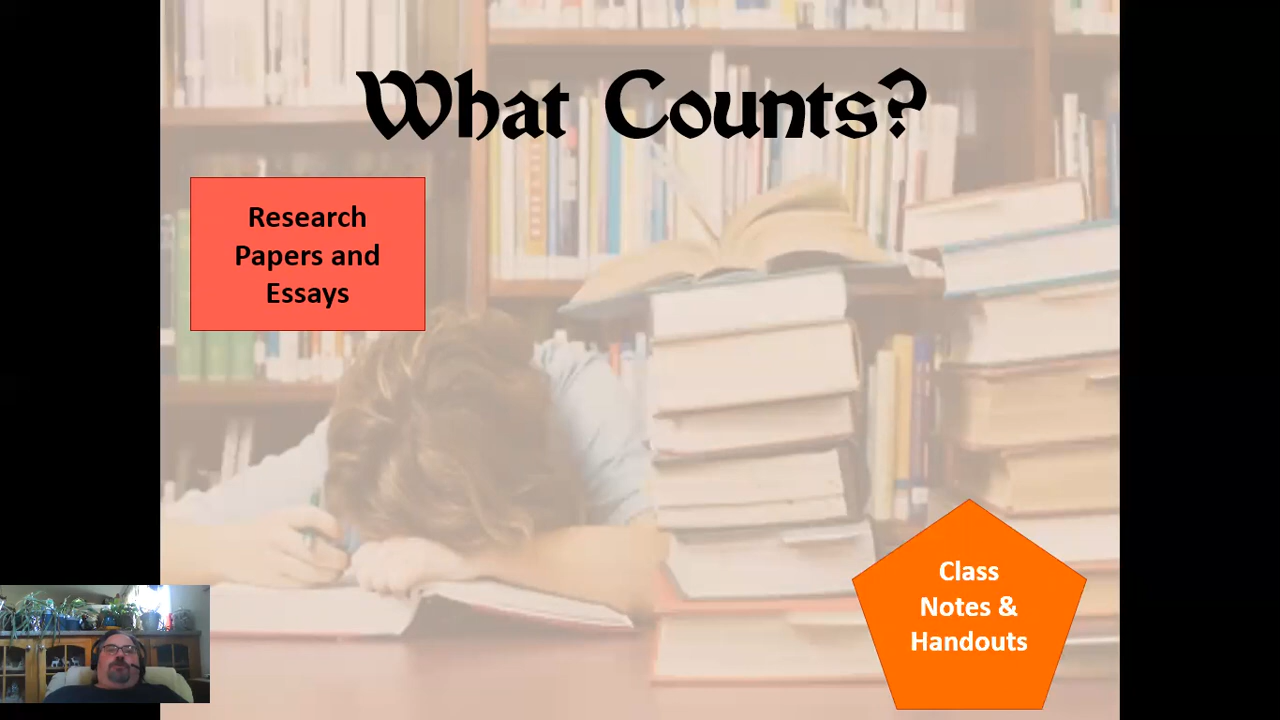 What Counts?
Research
Papers and
Essays
Class
Notes &
Handouts